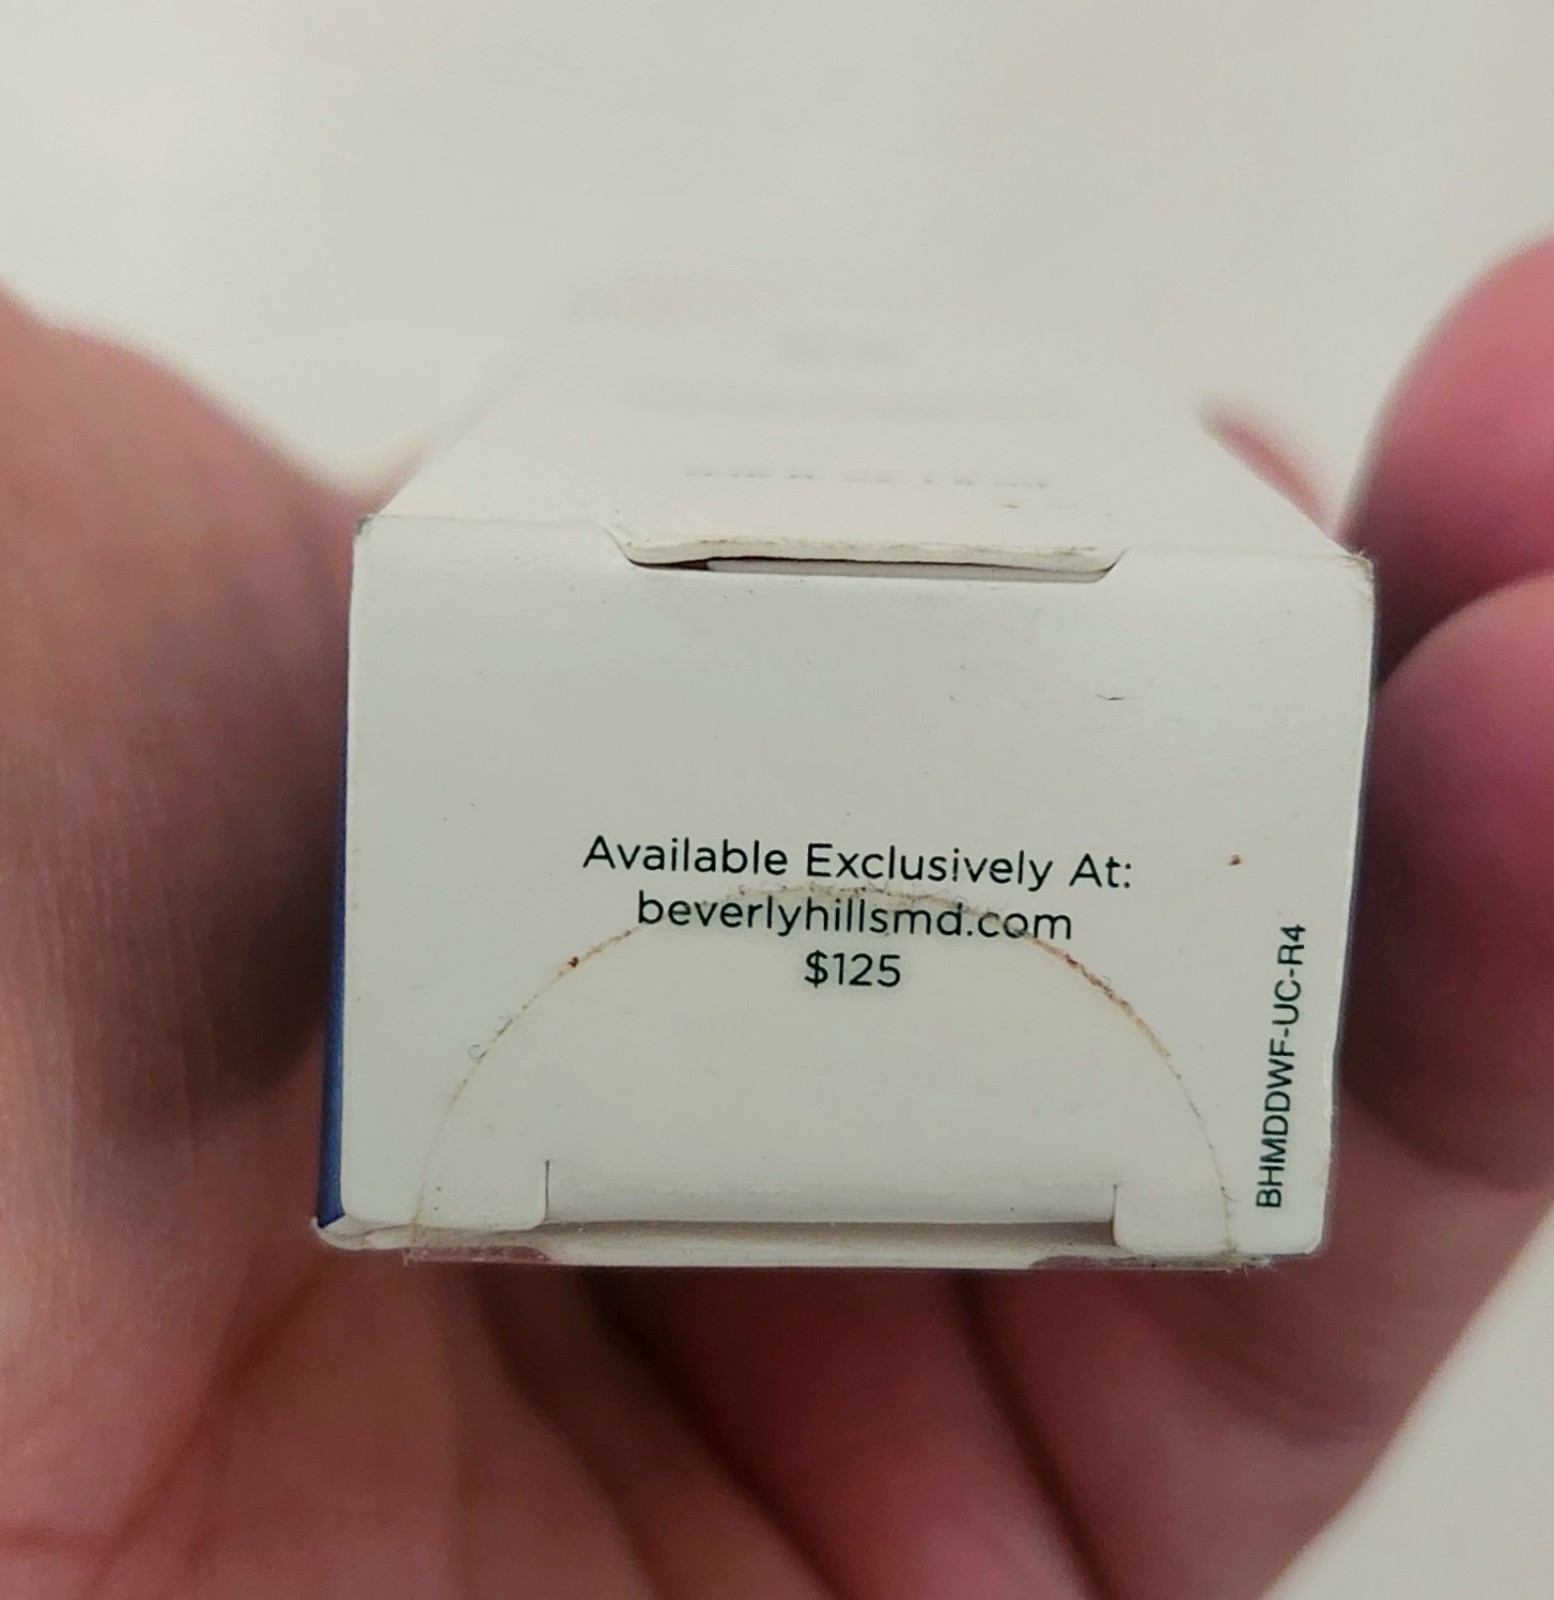 Available Exclusively At:
beverlyhillsmd.com
$125
BHMDDWF-UC-R4